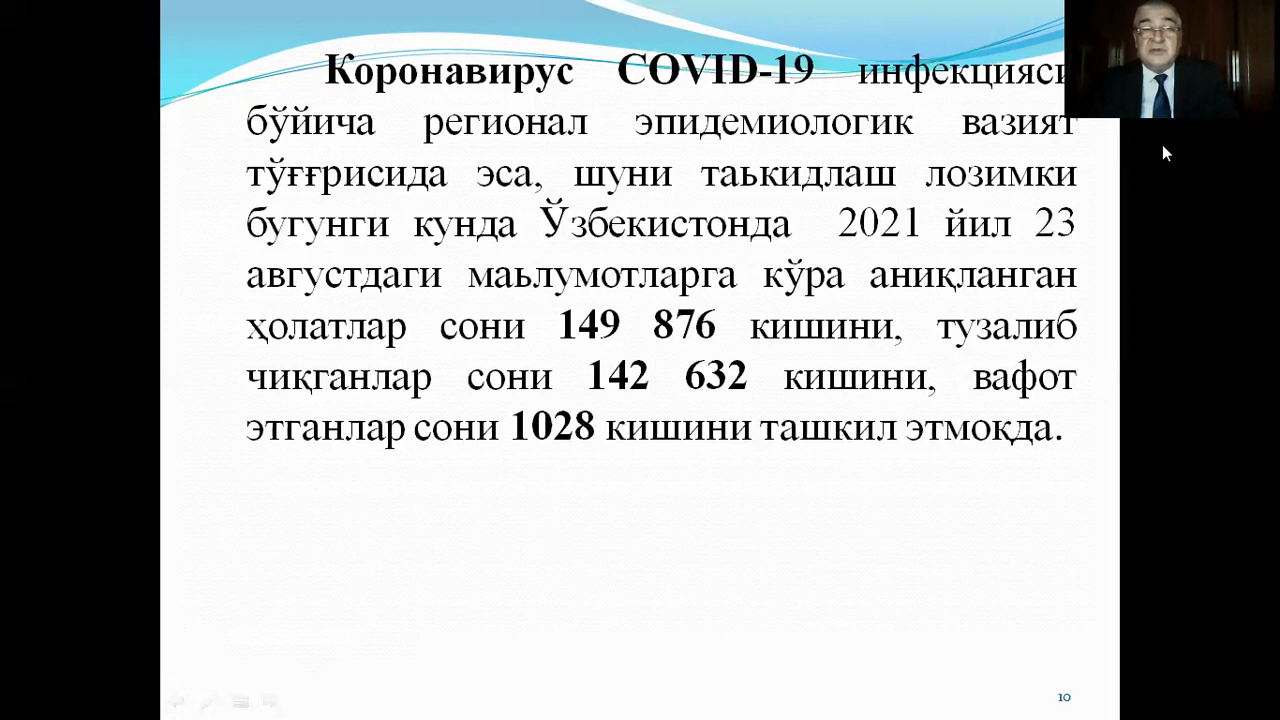 Коронавирус COVID-19 инфекцияси
бўйича регионал эпидемиологик вазият
тўғғрисида эса, шуни таькидлаш лозимки
бугунги кунда Ўзбекистонда 2021 йил 23
августдаги маьлумотларга кўра аниқланган
ҳолатлар сони 149 876 кишини, тузалиб
чиқганлар сони 142 632 кишини, вафот
этганлар сони 1028 кишини ташкил этмоқда.
10